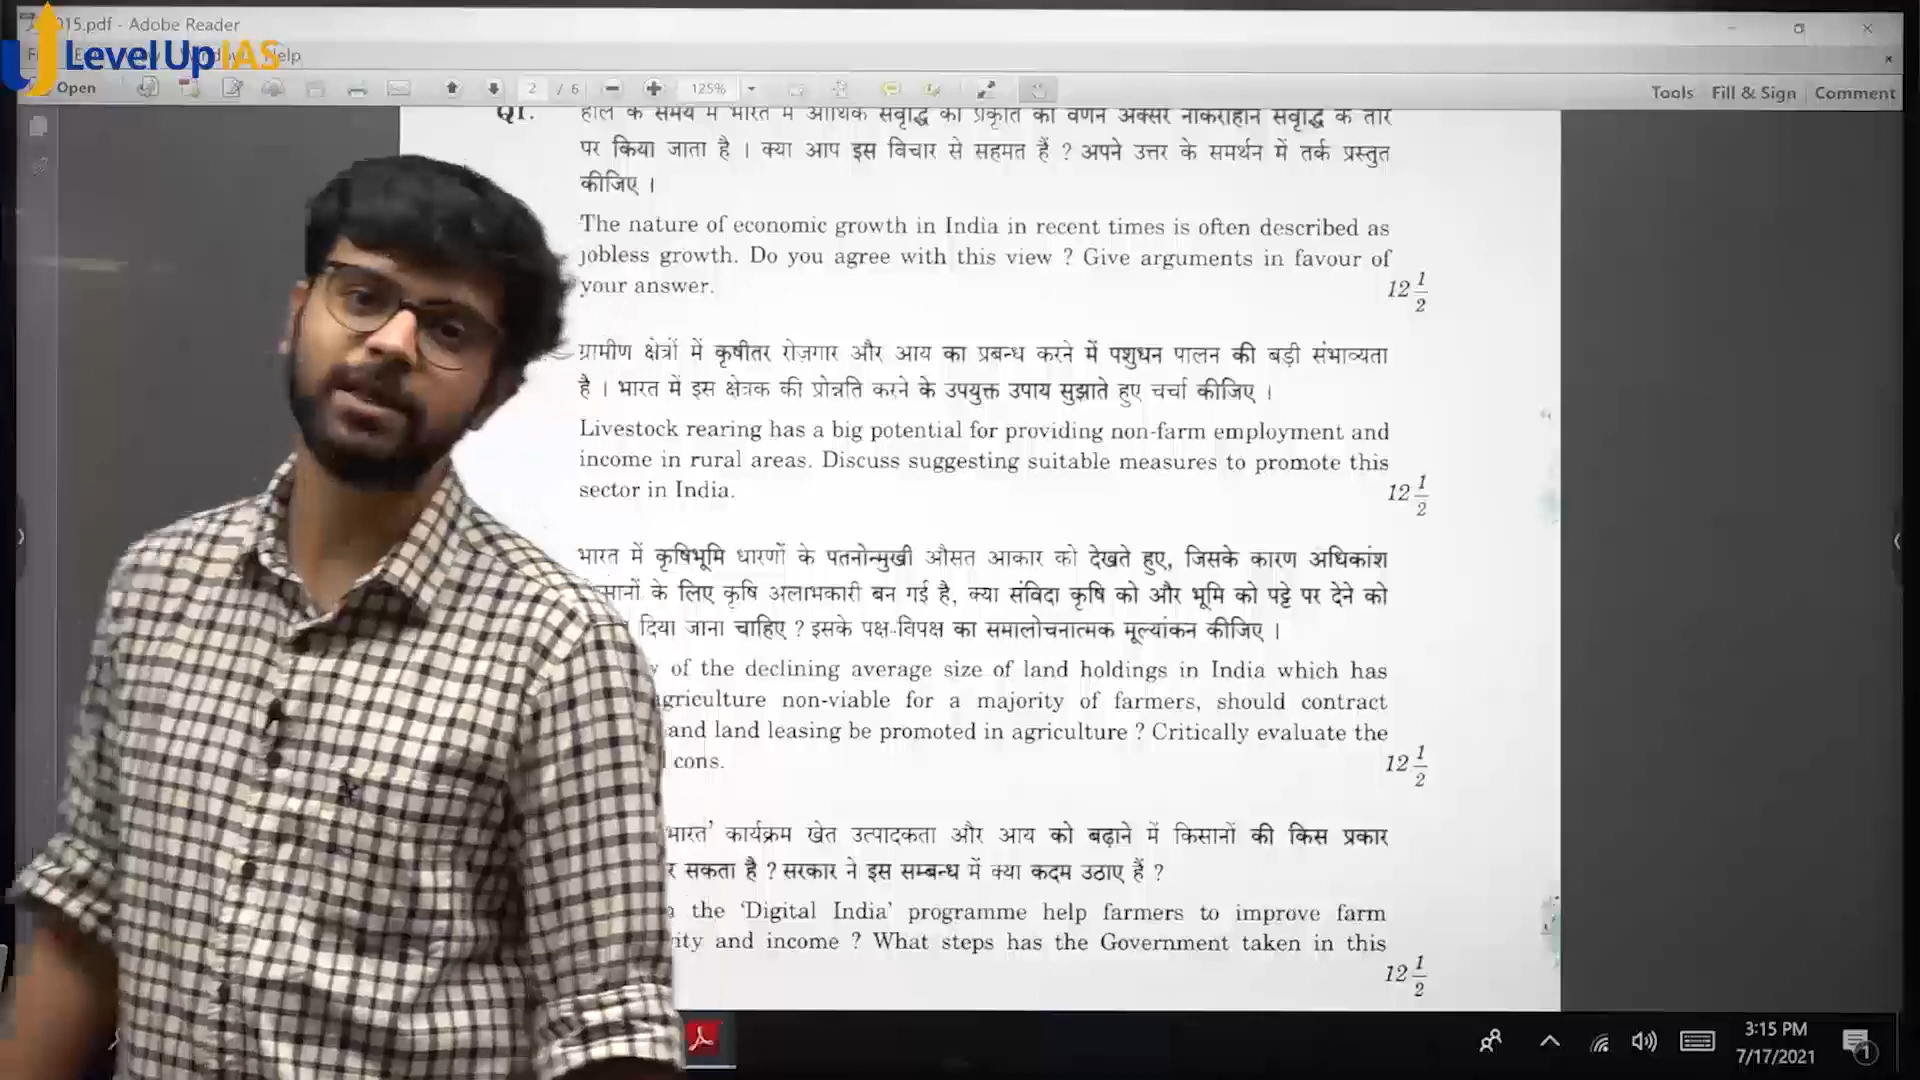 015.pdf - Adobe Reader
LevelUp IAS
Help
Open
2 / 6
125%
Tools Fill & Sign Comment
Q1. हाल के समय में भारत में आर्थिक संवृद्धि की प्रकृति का वर्णन अक्सर नौकरीहीन संवृद्धि के तौर
पर किया जाता है । क्या आप इस विचार से सहमत हैं ? अपने उत्तर के समर्थन में तर्क प्रस्तुत
कीजिए ।
The nature of economic growth in India in recent times is often described as
jobless growth. Do you agree with this view ? Give arguments in favour of
your answer.
12 1/2
ग्रामीण क्षेत्रों में कृषीतर रोज़गार और आय का प्रबन्ध करने में पशुधन पालन की बड़ी संभाव्यता
है । भारत में इस क्षेत्रक की प्रोन्नति करने के उपयुक्त उपाय सुझाते हुए चर्चा कीजिए ।
Livestock rearing has a big potential for providing non-farm employment and
income in rural areas. Discuss suggesting suitable measures to promote this
sector in India.
12 1/2
भारत में कृषिभूमि धारणों के पतनोन्मुखी औसत आकार को देखते हुए, जिसके कारण अधिकांश
सानों के लिए कृषि अलाभकारी बन गई है, क्या संविदा कृषि को और भूमि को पट्टे पर देने को
दिया जाना चाहिए ? इसके पक्ष-विपक्ष का समालोचनात्मक मूल्यांकन कीजिए ।
of the declining average size of land holdings in India which has
agriculture non-viable for a majority of farmers, should contract
and land leasing be promoted in agriculture ? Critically evaluate the
cons.
12 1/2
भारत' कार्यक्रम खेत उत्पादकता और आय को बढ़ाने में किसानों की किस प्रकार
सकता है ? सरकार ने इस सम्बन्ध में क्या कदम उठाए हैं ?
the 'Digital India' programme help farmers to improve farm
ity and income ? What steps has the Government taken in this
12 1/2
3:15 PM
7/17/2021
1